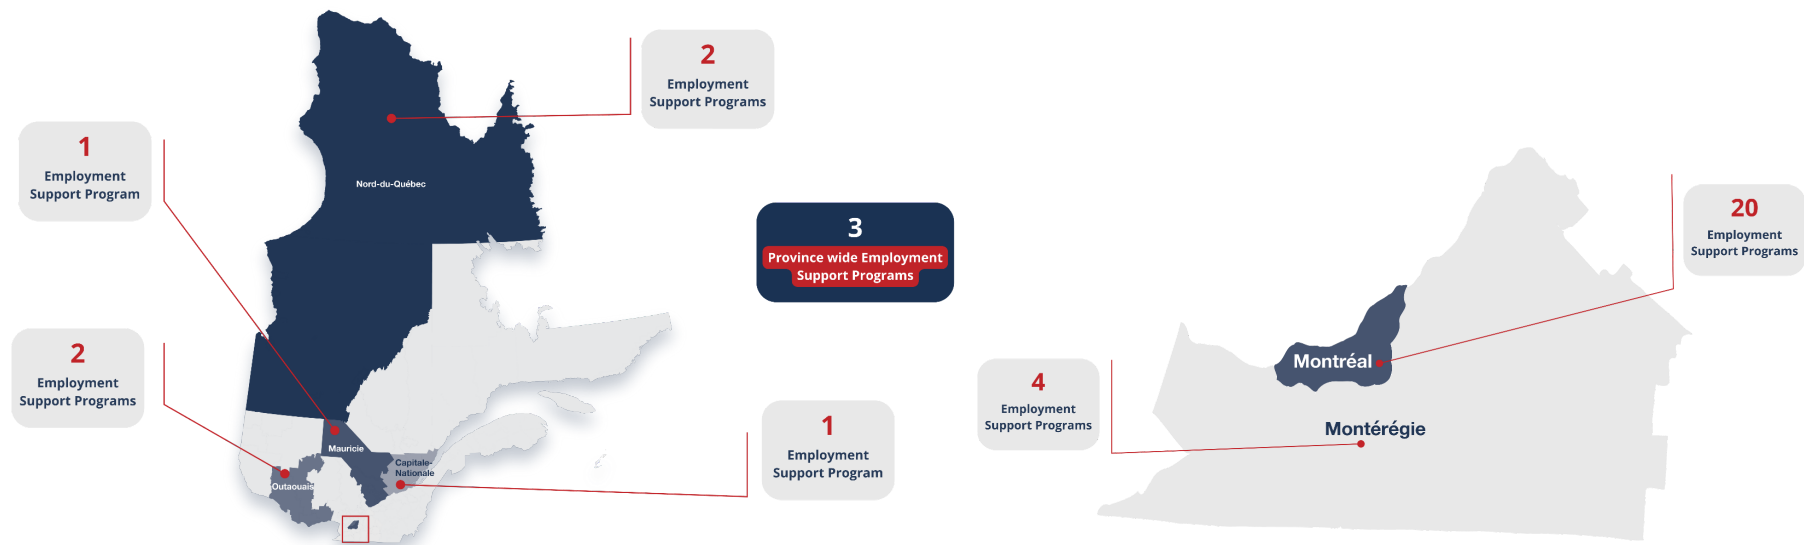 2
Employment
Support Programs
1
Employment
Support Program
Nord-du-Québec
3
Province wide Employment
Support Programs
20
Employment
Support Programs
2
Employment
Support Programs
Montréal
4
Employment
Support Programs
1
Employment
Support Program
Montérégie
Mauricie
Capitale-
Nationale
Outaouais